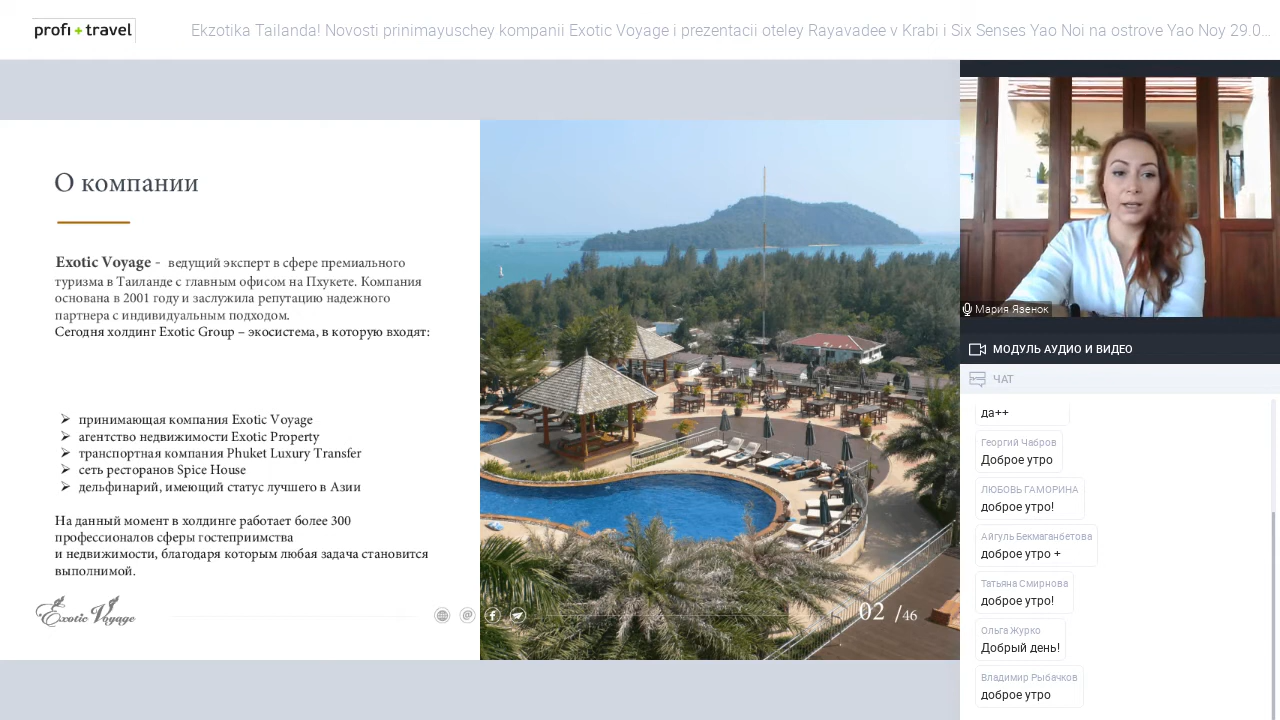 profi + travel
Ekzotika Tailanda! Novosti prinimayuschey kompanii Exotic Voyage i prezentacii oteley Rayavadee v Krabi i Six Senses Yao Noi na ostrove Yao Noy 29.0...
О компании
Exotic Voyage - ведущий эксперт в сфере премиального
туризма в Таиланде с главным офисом на Пхукете. Компания
основана в 2001 году и заслужила репутацию надежного
партнера с индивидуальным подходом.
Сегодня холдинг Exotic Group – экосистема, в которую входят:
принимающая компания Exotic Voyage
агентство недвижимости Exotic Property
транспортная компания Phuket Luxury Transfer
сеть ресторанов Spice House
дельфинарий, имеющий статус лучшего в Азии
На данный момент в холдинге работает более 300
профессионалов сферы гостеприимства
и недвижимости, благодаря которым любая задача становится
выполнимой.
Exotic Voyage
02 /46
Мария Язенок
МОДУЛЬ АУДИО И ВИДЕО
ЧАТ
да++
Георгий Чабров
Доброе утро
ЛЮБОВЬ ГАМОРИНА
доброе утро!
Айгуль Бекмаганбетова
доброе утро +
Татьяна Смирнова
доброе утро!
Ольга Журко
Добрый день!
Владимир Рыбачков
доброе утро